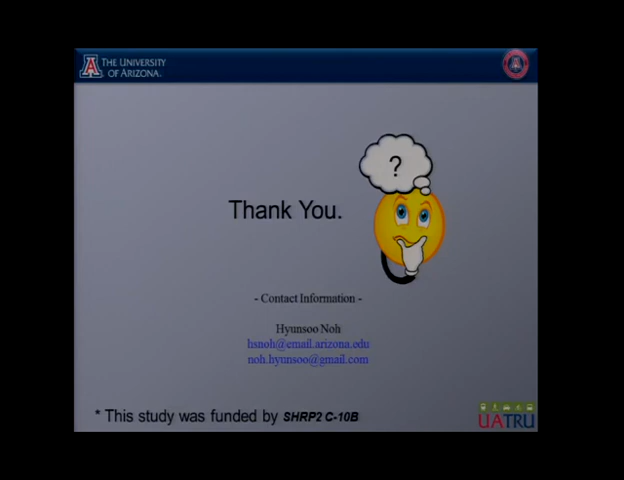 THE UNIVERSITY
OF ARIZONA.
?
Thank You.
- Contact Information -
Hyunsoo Noh
hsnoh@email.arizona.edu
noh.hyunsoo@gmail.com
* This study was funded by SHRP2 C-10B
UATRU